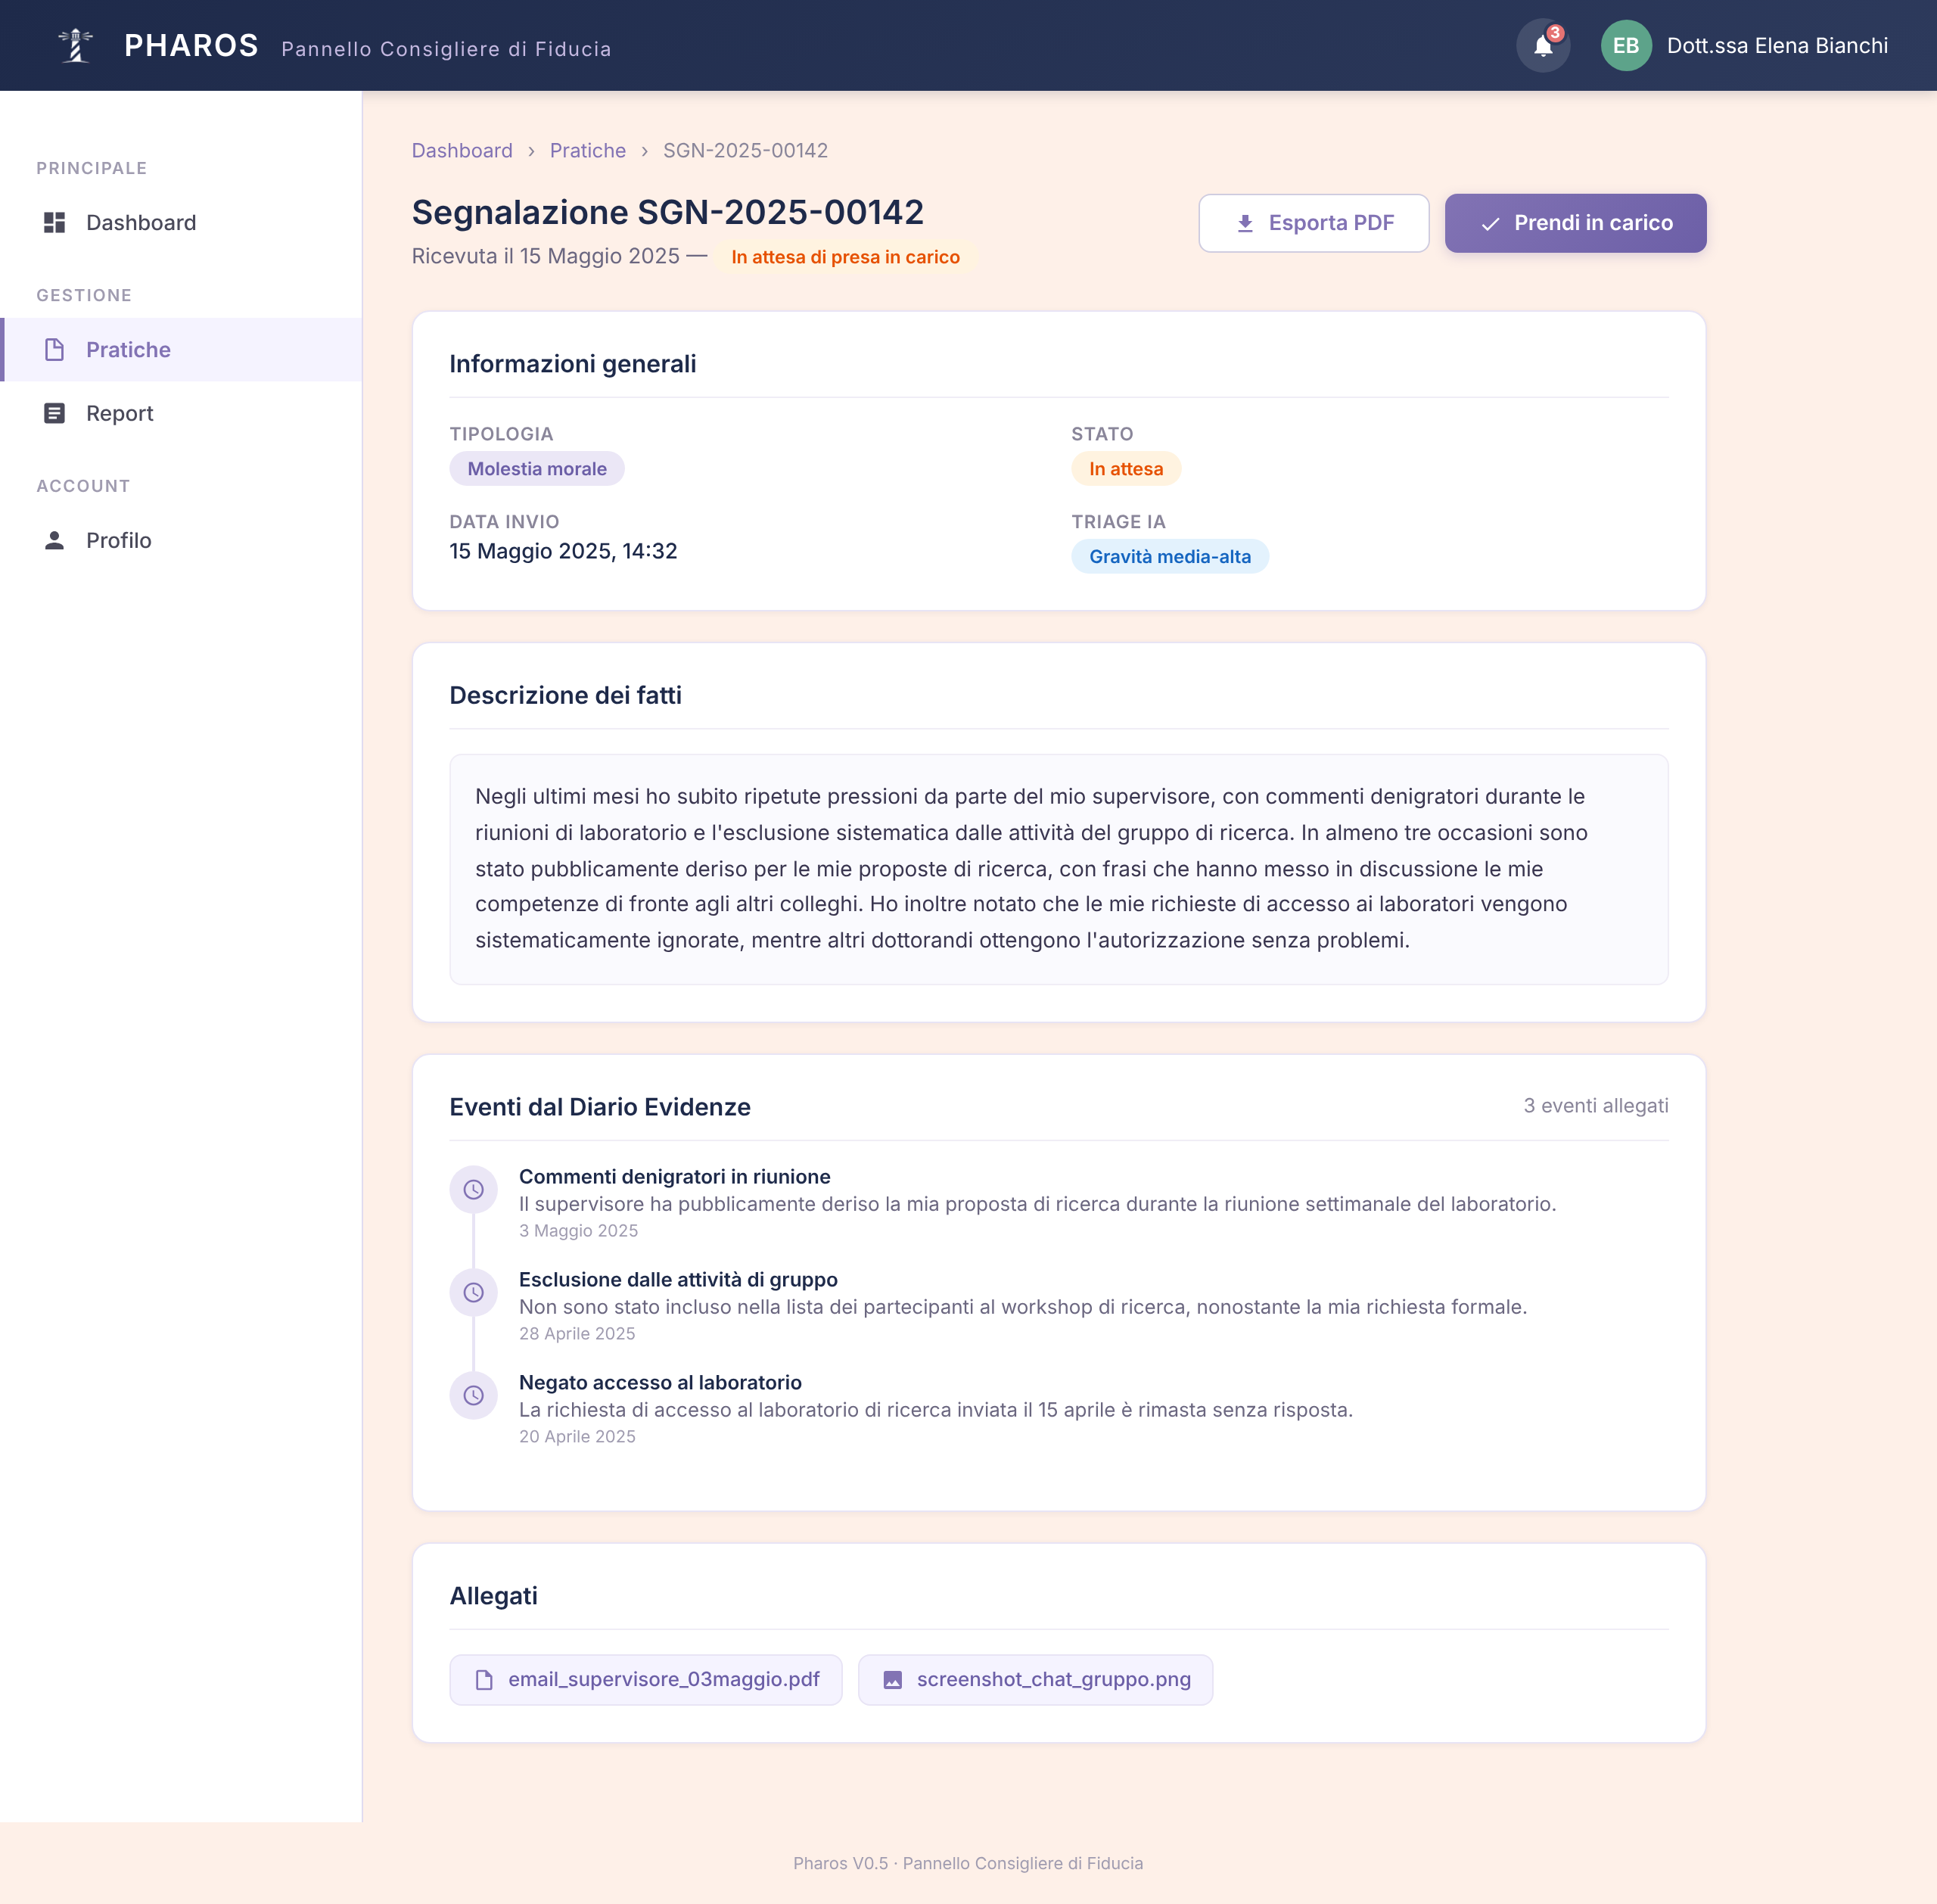 PHAROS Pannello Consigliere di Fiducia
3
EB Dott.ssa Elena Bianchi
PRINCIPALE
Dashboard
GESTIONE
Pratiche
Report
ACCOUNT
Profilo
Dashboard › Pratiche › SGN-2025-00142
Segnalazione SGN-2025-00142
Ricevuta il 15 Maggio 2025 — In attesa di presa in carico
Esporta PDF
Prendi in carico
Informazioni generali
TIPOLOGIA
Molestia morale
STATO
In attesa
DATA INVIO
15 Maggio 2025, 14:32
TRIAGE IA
Gravità media-alta
Descrizione dei fatti
Negli ultimi mesi ho subito ripetute pressioni da parte del mio supervisore, con commenti denigratori durante le
riunioni di laboratorio e l'esclusione sistematica dalle attività del gruppo di ricerca. In almeno tre occasioni sono
stato pubblicamente deriso per le mie proposte di ricerca, con frasi che hanno messo in discussione le mie
competenze di fronte agli altri colleghi. Ho inoltre notato che le mie richieste di accesso ai laboratori vengono
sistematicamente ignorate, mentre altri dottorandi ottengono l'autorizzazione senza problemi.
Eventi dal Diario Evidenze
3 eventi allegati
Commenti denigratori in riunione
Il supervisore ha pubblicamente deriso la mia proposta di ricerca durante la riunione settimanale del laboratorio.
3 Maggio 2025
Esclusione dalle attività di gruppo
Non sono stato incluso nella lista dei partecipanti al workshop di ricerca, nonostante la mia richiesta formale.
28 Aprile 2025
Negato accesso al laboratorio
La richiesta di accesso al laboratorio di ricerca inviata il 15 aprile è rimasta senza risposta.
20 Aprile 2025
Allegati
email_supervisore_03maggio.pdf
screenshot_chat_gruppo.png
Pharos V0.5 · Pannello Consigliere di Fiducia